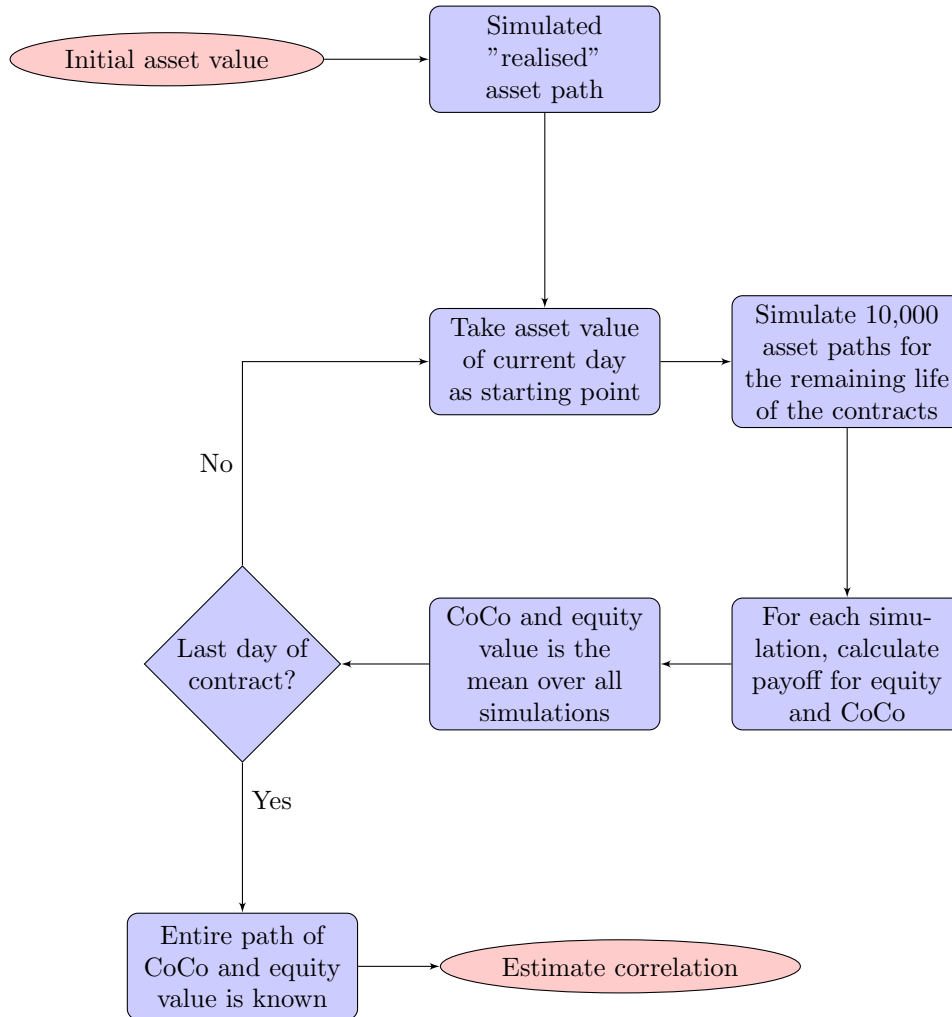 Initial asset value
Simulated
”realised”
asset path
Take asset value
of current day
as starting point
Simulate 10,000
asset paths for
the remaining life
of the contracts
No
Last day of
contract?
CoCo and equity
value is the
mean over all
simulations
For each simu-
lation, calculate
payoff for equity
and CoCo
Yes
Entire path of
CoCo and equity
value is known
Estimate correlation